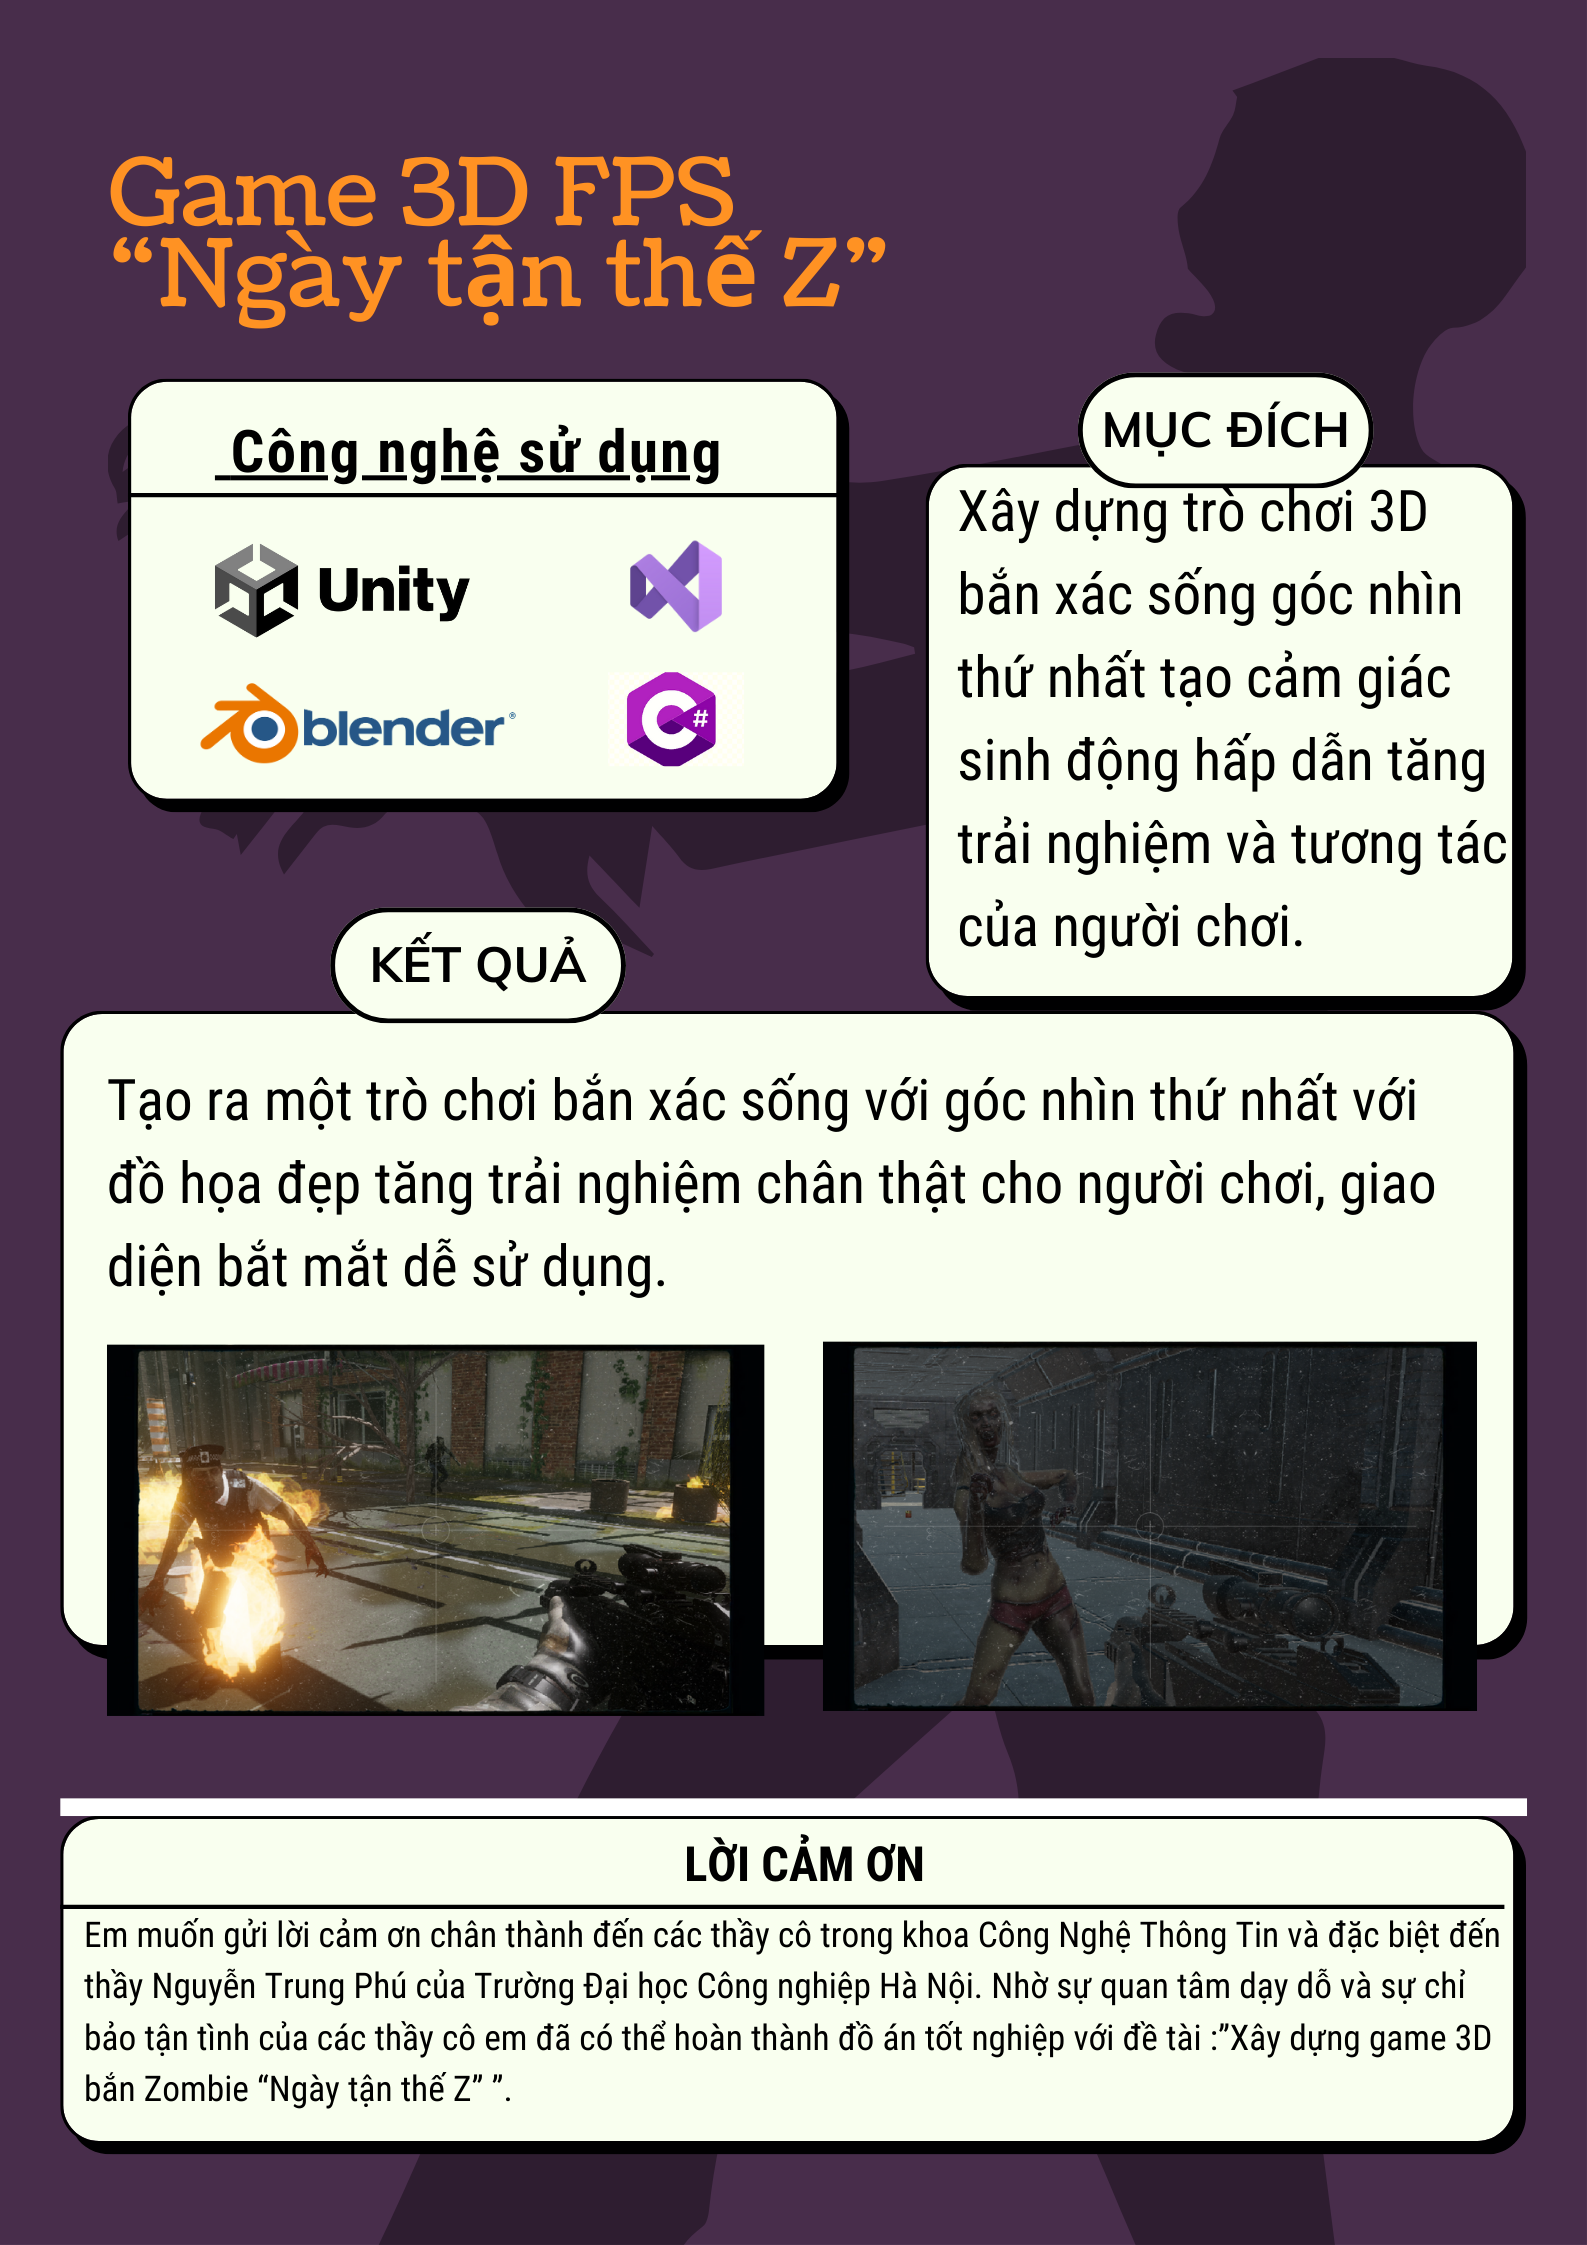 Game 3D FPS
“Ngày tận thế Z”
Công nghệ sử dụng
Unity
blender®
C#
MỤC ĐÍCH
Xây dựng trò chơi 3D
bắn xác sống góc nhìn
thứ nhất tạo cảm giác
sinh động hấp dẫn tăng
trải nghiệm và tương tác
của người chơi.
KẾT QUẢ
Tạo ra một trò chơi bắn xác sống với góc nhìn thứ nhất với
đồ họa đẹp tăng trải nghiệm chân thật cho người chơi, giao
diện bắt mắt dễ sử dụng.
LỜI CẢM ƠN
Em muốn gửi lời cảm ơn chân thành đến các thầy cô trong khoa Công Nghệ Thông Tin và đặc biệt đến
thầy Nguyễn Trung Phú của Trường Đại học Công nghiệp Hà Nội. Nhờ sự quan tâm dạy dỗ và sự chỉ
bảo tận tình của các thầy cô em đã có thể hoàn thành đồ án tốt nghiệp với đề tài :”Xây dựng game 3D
bắn Zombie “Ngày tận thế Z” ”.